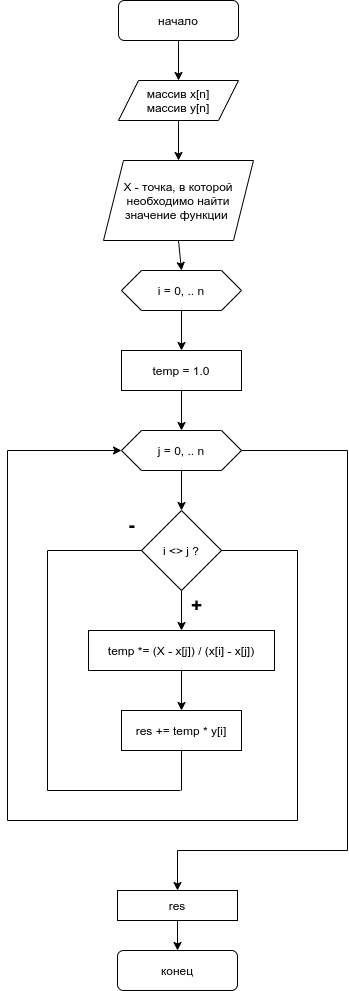 начало
массив x[n]
массив y[n]
X - точка, в которой
необходимо найти
значение функции
i = 0, .. n
temp = 1.0
j = 0, .. n
-
i <> j ?
+
temp *= (X - x[j]) / (x[i] - x[j])
res += temp * y[i]
res
конец